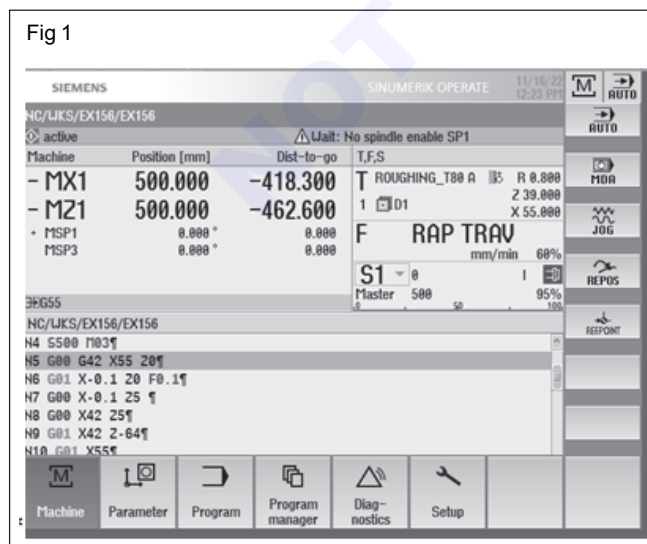 Fig 1
SIEMENS
SINUMERIK OPERATE
11/16/22
12:23 PM
M AUTO
NC/WKS/EX156/EX156
active
Wait: No spindle enable SP1
Machine Position [mm] Dist-to-go
MX1 500.000 -418.300
MZ1 500.000 -462.600
MSP1 0.000° 0.000
MSP3 0.000° 0.000
G55
T,F,S
T ROUGHING_T80 A R 0.800
Z 39.000
1 D1 X 55.000
F RAP TRAV
mm/min 60%
S1 0 I
Master 500 95%
0 50 100
NC/WKS/EX156/EX156
N4 S500 M03¶
N5 G00 G42 X55 Z0¶
N6 G01 X-0.1 Z0 F0.1¶
N7 G00 X-0.1 Z5 ¶
N8 G00 X42 Z5¶
N9 G01 X42 Z-64¶
N10 G01 X55¶
AUTO
MDA
JOG
REPOS
REFPOINT
M
Machine
Parameter
Program
Program
manager
Diag-
nostics
Setup
NOT